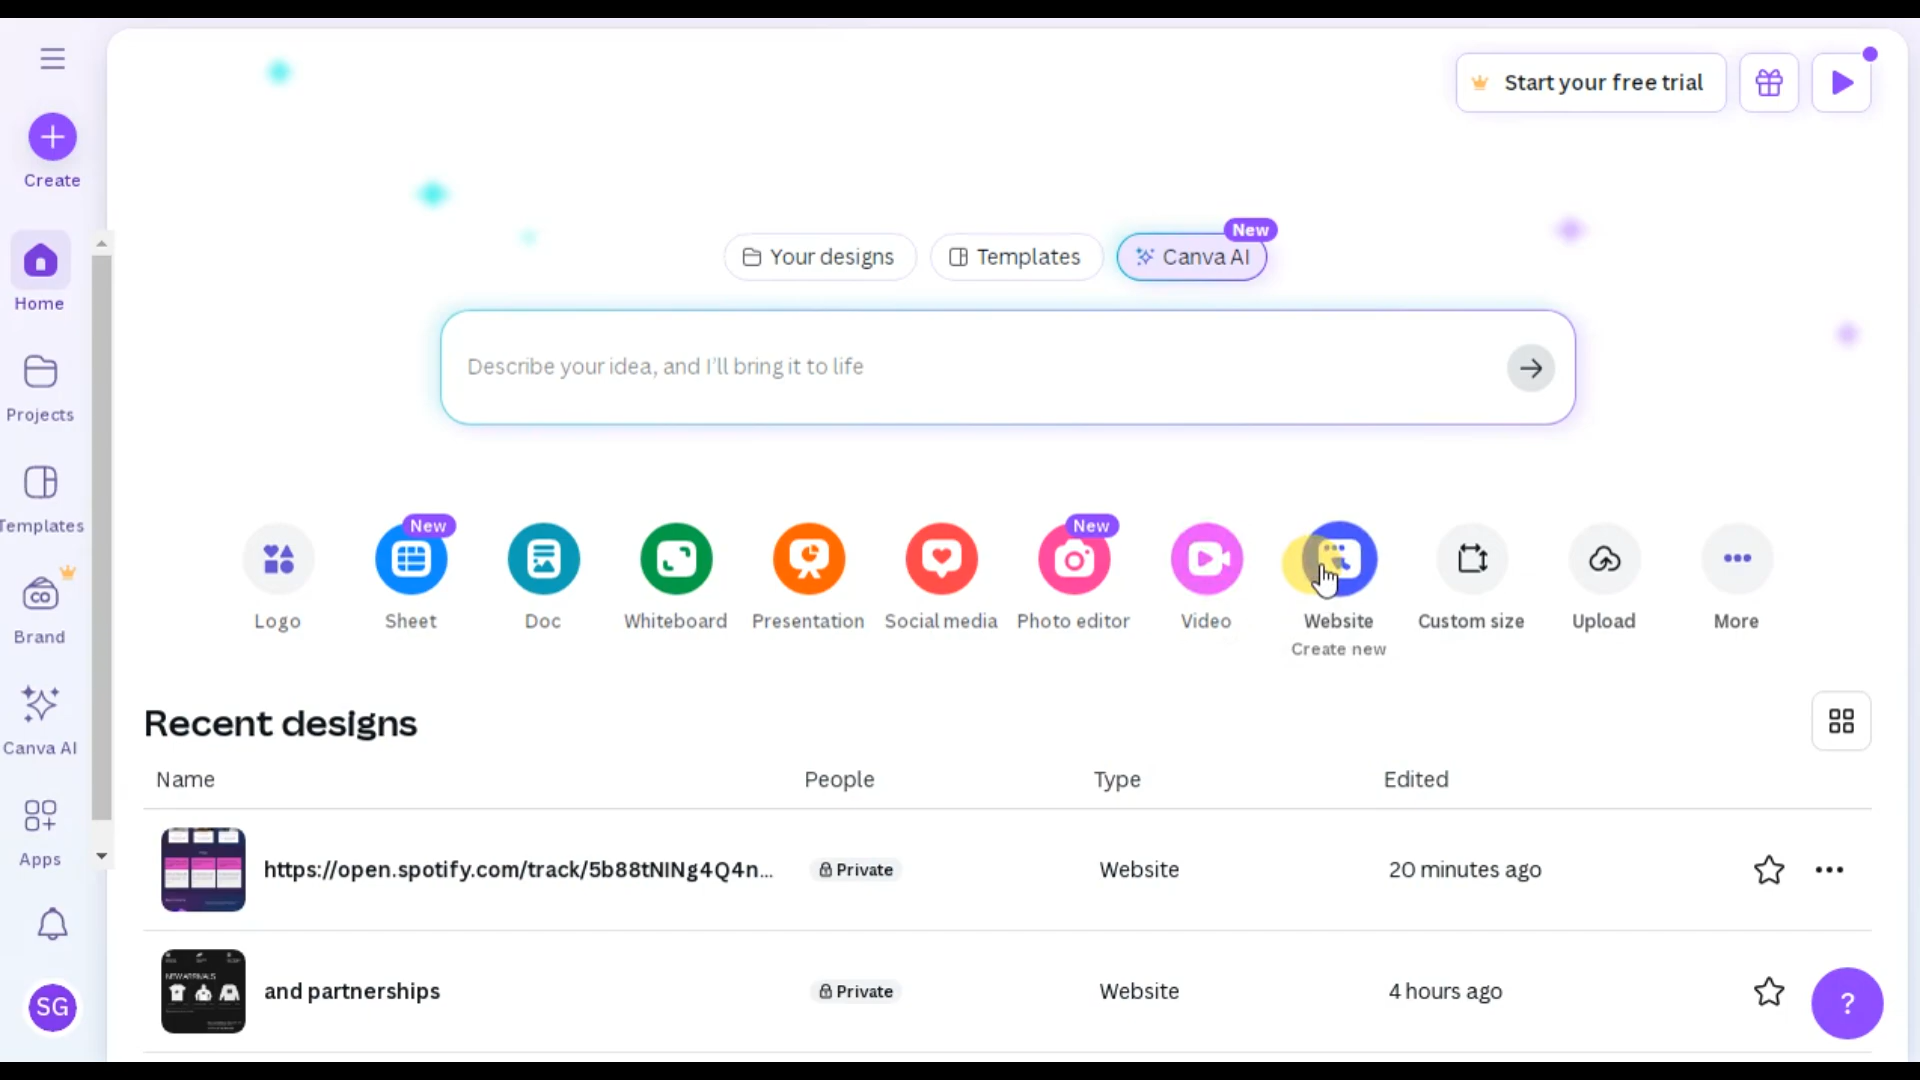 Start your free trial
Create
New
Your designs
Templates
Canva AI
Home
Describe your idea, and I'll bring it to life
Projects
Templates
New
New
Logo
Sheet
Doc
Whiteboard
Presentation
Social media
Photo editor
Video
Website
Custom size
Upload
More
Create new
CO
Brand
Recent designs
Canva AI
Name
People
Type
Edited
Apps
https://open.spotify.com/track/5b88tNINg4Q4n...
Private
Website
20 minutes ago
NEW ARRIVALS
and partnerships
Private
Website
4 hours ago
SG
?